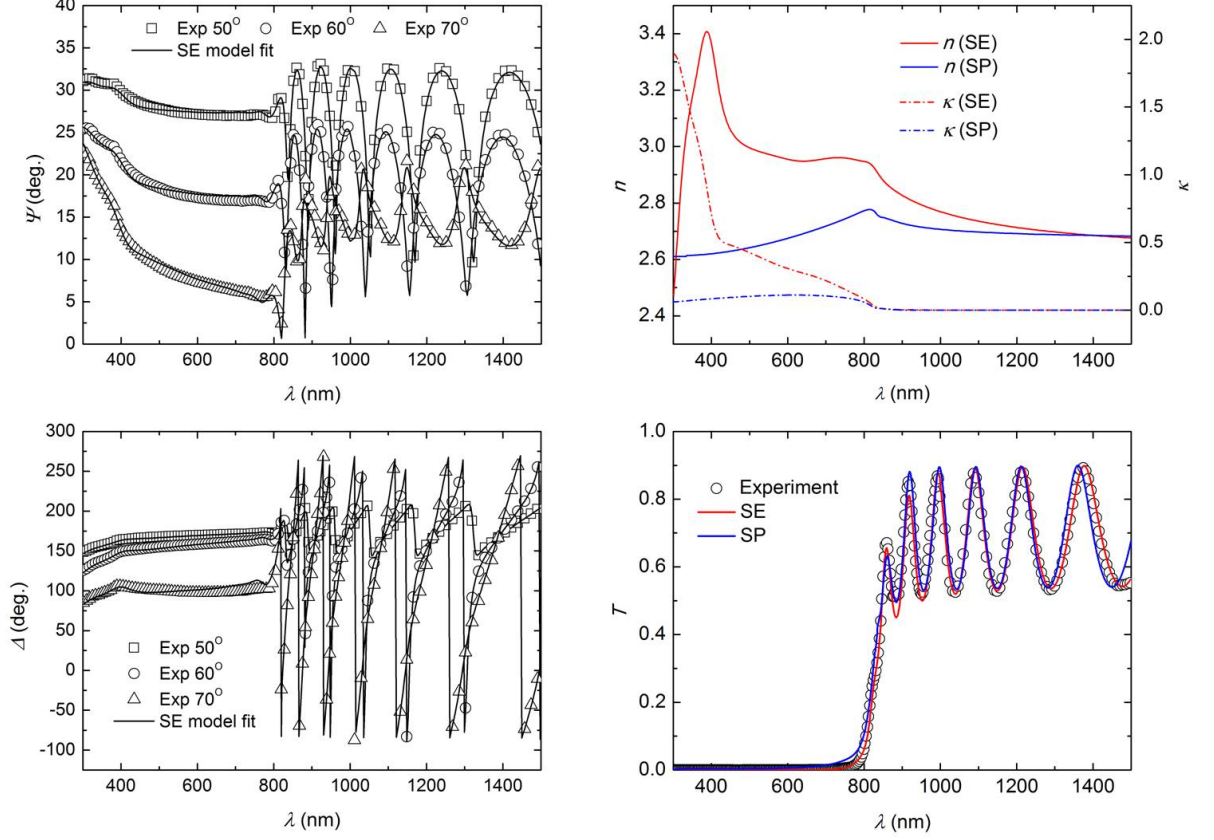 40
35
30
25
20
15
10
5
0
Ψ (deg.)
Exp 50° Exp 60° Exp 70°
SE model fit
400 600 800 1000 1200 1400
λ (nm)
3.4
3.2
3.0
2.8
2.6
2.4
n
n (SE)
n (SP)
κ (SE)
κ (SP)
2.0
1.5
1.0
0.5
0.0
κ
400 600 800 1000 1200 1400
λ (nm)
300
250
200
150
100
50
0
-50
-100
Δ (deg.)
Exp 50°
Exp 60°
Exp 70°
SE model fit
400 600 800 1000 1200 1400
λ (nm)
1.0
0.8
0.6
0.4
0.2
0.0
T
Experiment
SE
SP
400 600 800 1000 1200 1400
λ (nm)